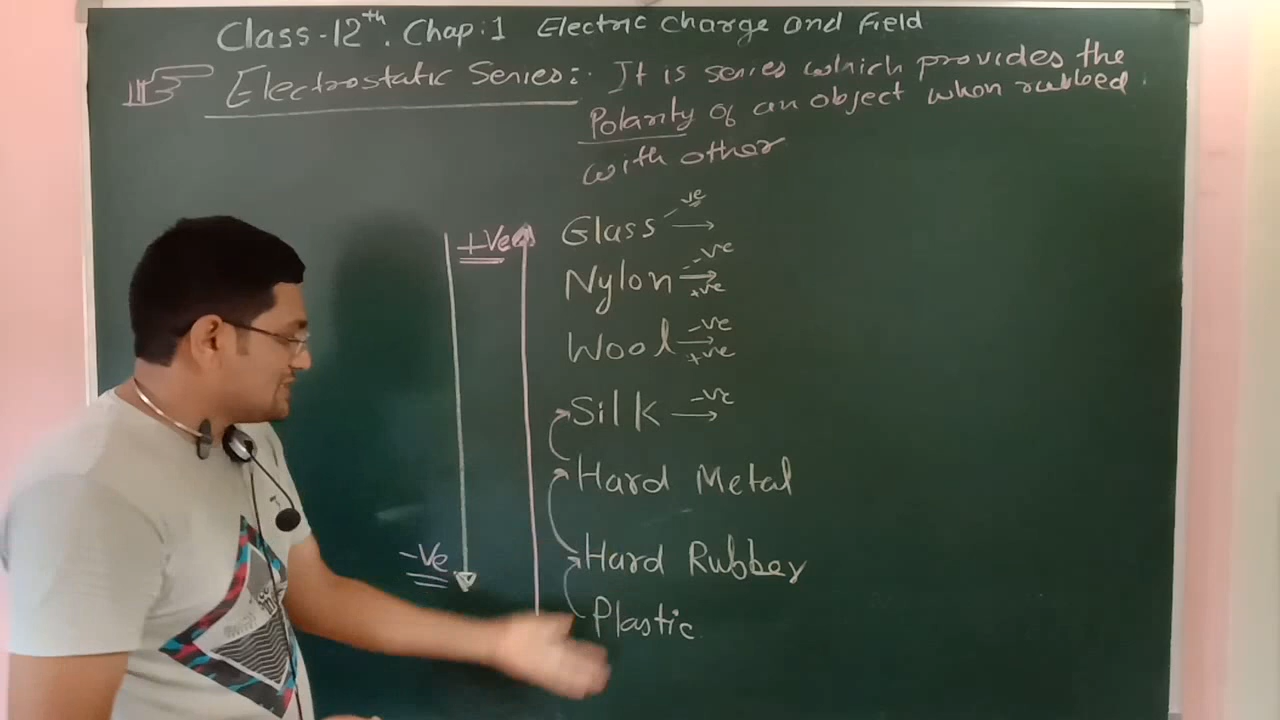 Class-12th. Chap:1 Electric Charge and Field
Electrostatic Series:- It is series which provides the
Polarity of an object when rubbed
with other
+Ve
Glass → -ve
Nylon → -ve +ve
Wool → -ve +ve
Silk → -ve
Hard Metal
-Ve
Hard Rubber
Plastic